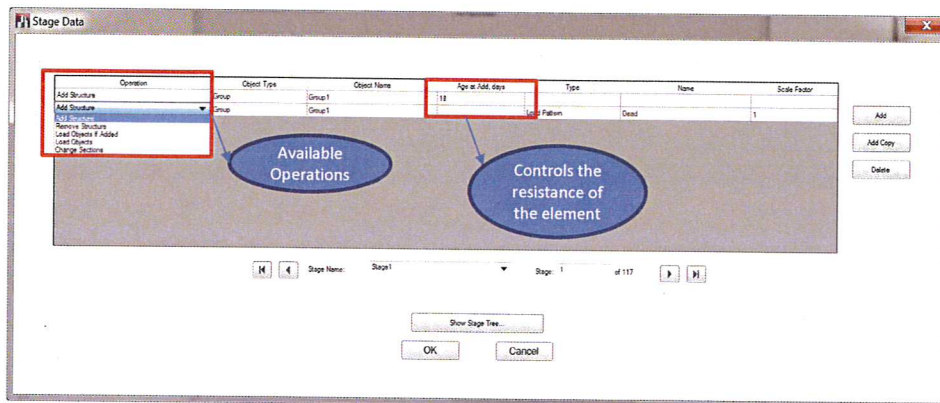 Stage Data
Operation Object Type Object Name Age at Add, days Type Name Scale Factor
Add Structure Group Group1 18
Add Structure Group Group1 Load Pattern Dead 1
Add Structure
Remove Structure
Load Objects If Added
Load Objects
Change Sections
Add
Add Copy
Delete
Available
Operations
Controls the
resistance of
the element
Stage Name: Stage1 Stage: 1 of 117
Show Stage Tree...
OK Cancel